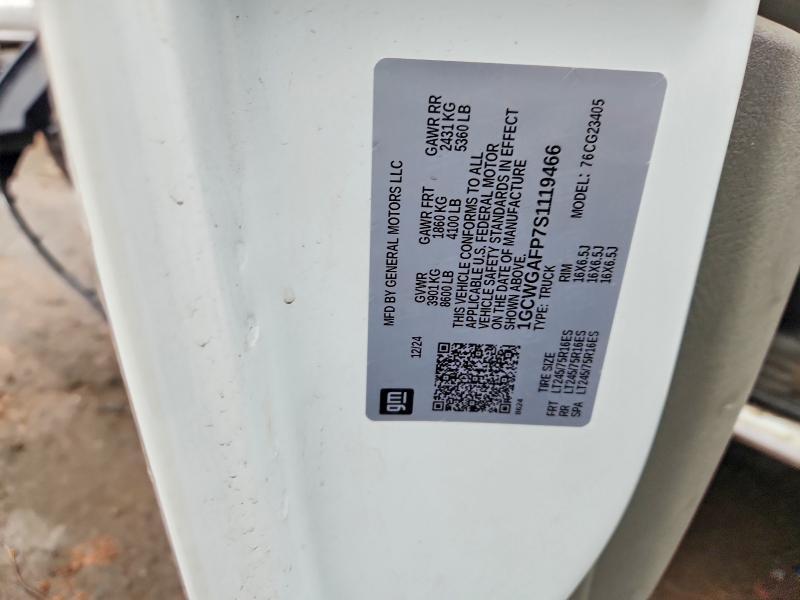 gm
MFD BY GENERAL MOTORS LLC
12/24
GVWR GAWR FRT GAWR RR
3901 KG 1860 KG 2431 KG
8600 LB 4100 LB 5360 LB
THIS VEHICLE CONFORMS TO ALL
APPLICABLE U.S. FEDERAL MOTOR
VEHICLE SAFETY STANDARDS IN EFFECT
ON THE DATE OF MANUFACTURE
SHOWN ABOVE.
1GCWGAFP7S1119466
TYPE: TRUCK MODEL: 76CG23405
TIRE SIZE RIM
FRT LT245/75R16ES 16X6.5J
RR LT245/75R16ES 16X6.5J
SPA LT245/75R16ES 16X6.5J